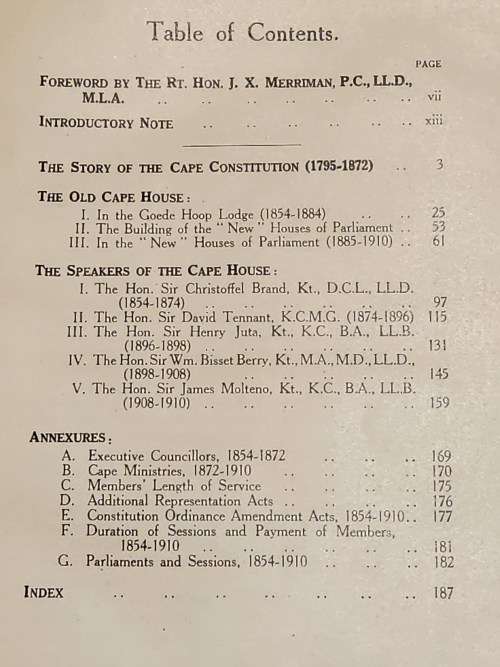 Table of Contents.
PAGE
FOREWORD BY THE RT. HON. J. X. MERRIMAN, P.C., LL.D.,
M.L.A. .. .. .. .. .. .. .. vii
INTRODUCTORY NOTE .. .. .. .. .. .. xiii
THE STORY OF THE CAPE CONSTITUTION (1795-1872) .. 3
THE OLD CAPE HOUSE:
I. In the Goede Hoop Lodge (1854-1884) .. .. 25
II. The Building of the "New" Houses of Parliament .. 53
III. In the "New" Houses of Parliament (1885-1910) .. 61
THE SPEAKERS OF THE CAPE HOUSE:
I. The Hon. Sir Christoffel Brand, Kt., D.C.L., LL.D.
(1854-1874) .. .. .. .. .. .. 97
II. The Hon. Sir David Tennant, K.C.M.G. (1874-1896) 115
III. The Hon. Sir Henry Juta, Kt., K.C., B.A., LL.B.
(1896-1898) .. .. .. .. .. .. 131
IV. The Hon. Sir Wm. Bisset Berry, Kt., M.A., M.D., LL.D.,
(1898-1908) .. .. .. .. .. .. 145
V. The Hon. Sir James Molteno, Kt., K.C., B.A., LL.B.
(1908-1910) .. .. .. .. .. .. 159
ANNEXURES:
A. Executive Councillors, 1854-1872 .. .. .. 169
B. Cape Ministries, 1872-1910 .. .. .. .. 170
C. Members' Length of Service .. .. .. .. 175
D. Additional Representation Acts .. .. .. .. 176
E. Constitution Ordinance Amendment Acts, 1854-1910.. 177
F. Duration of Sessions and Payment of Members,
1854-1910 .. .. .. .. .. .. 181
G. Parliaments and Sessions, 1854-1910 .. .. .. 182
INDEX .. .. .. .. .. .. .. 187